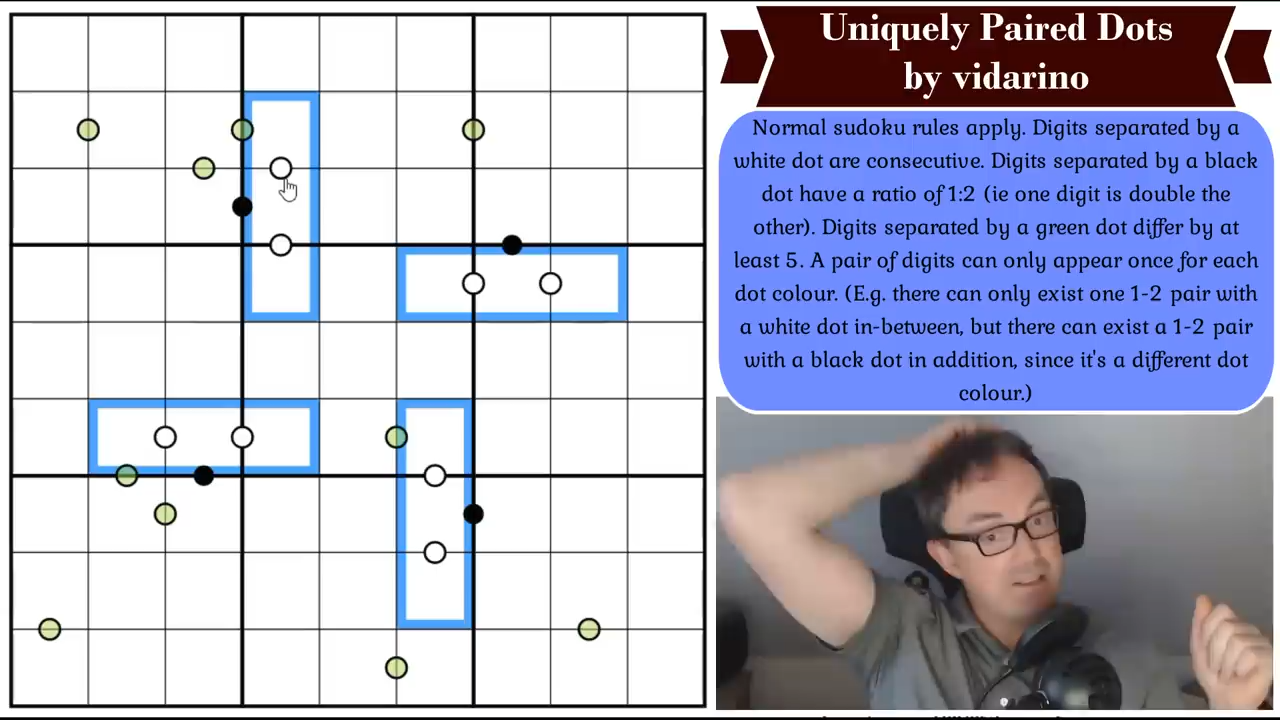 Uniquely Paired Dots
by vidarino
Normal sudoku rules apply. Digits separated by a
white dot are consecutive. Digits separated by a black
dot have a ratio of 1:2 (ie one digit is double the
other). Digits separated by a green dot differ by at
least 5. A pair of digits can only appear once for each
dot colour. (E.g. there can only exist one 1-2 pair with
a white dot in-between, but there can exist a 1-2 pair
with a black dot in addition, since it's a different dot
colour.)